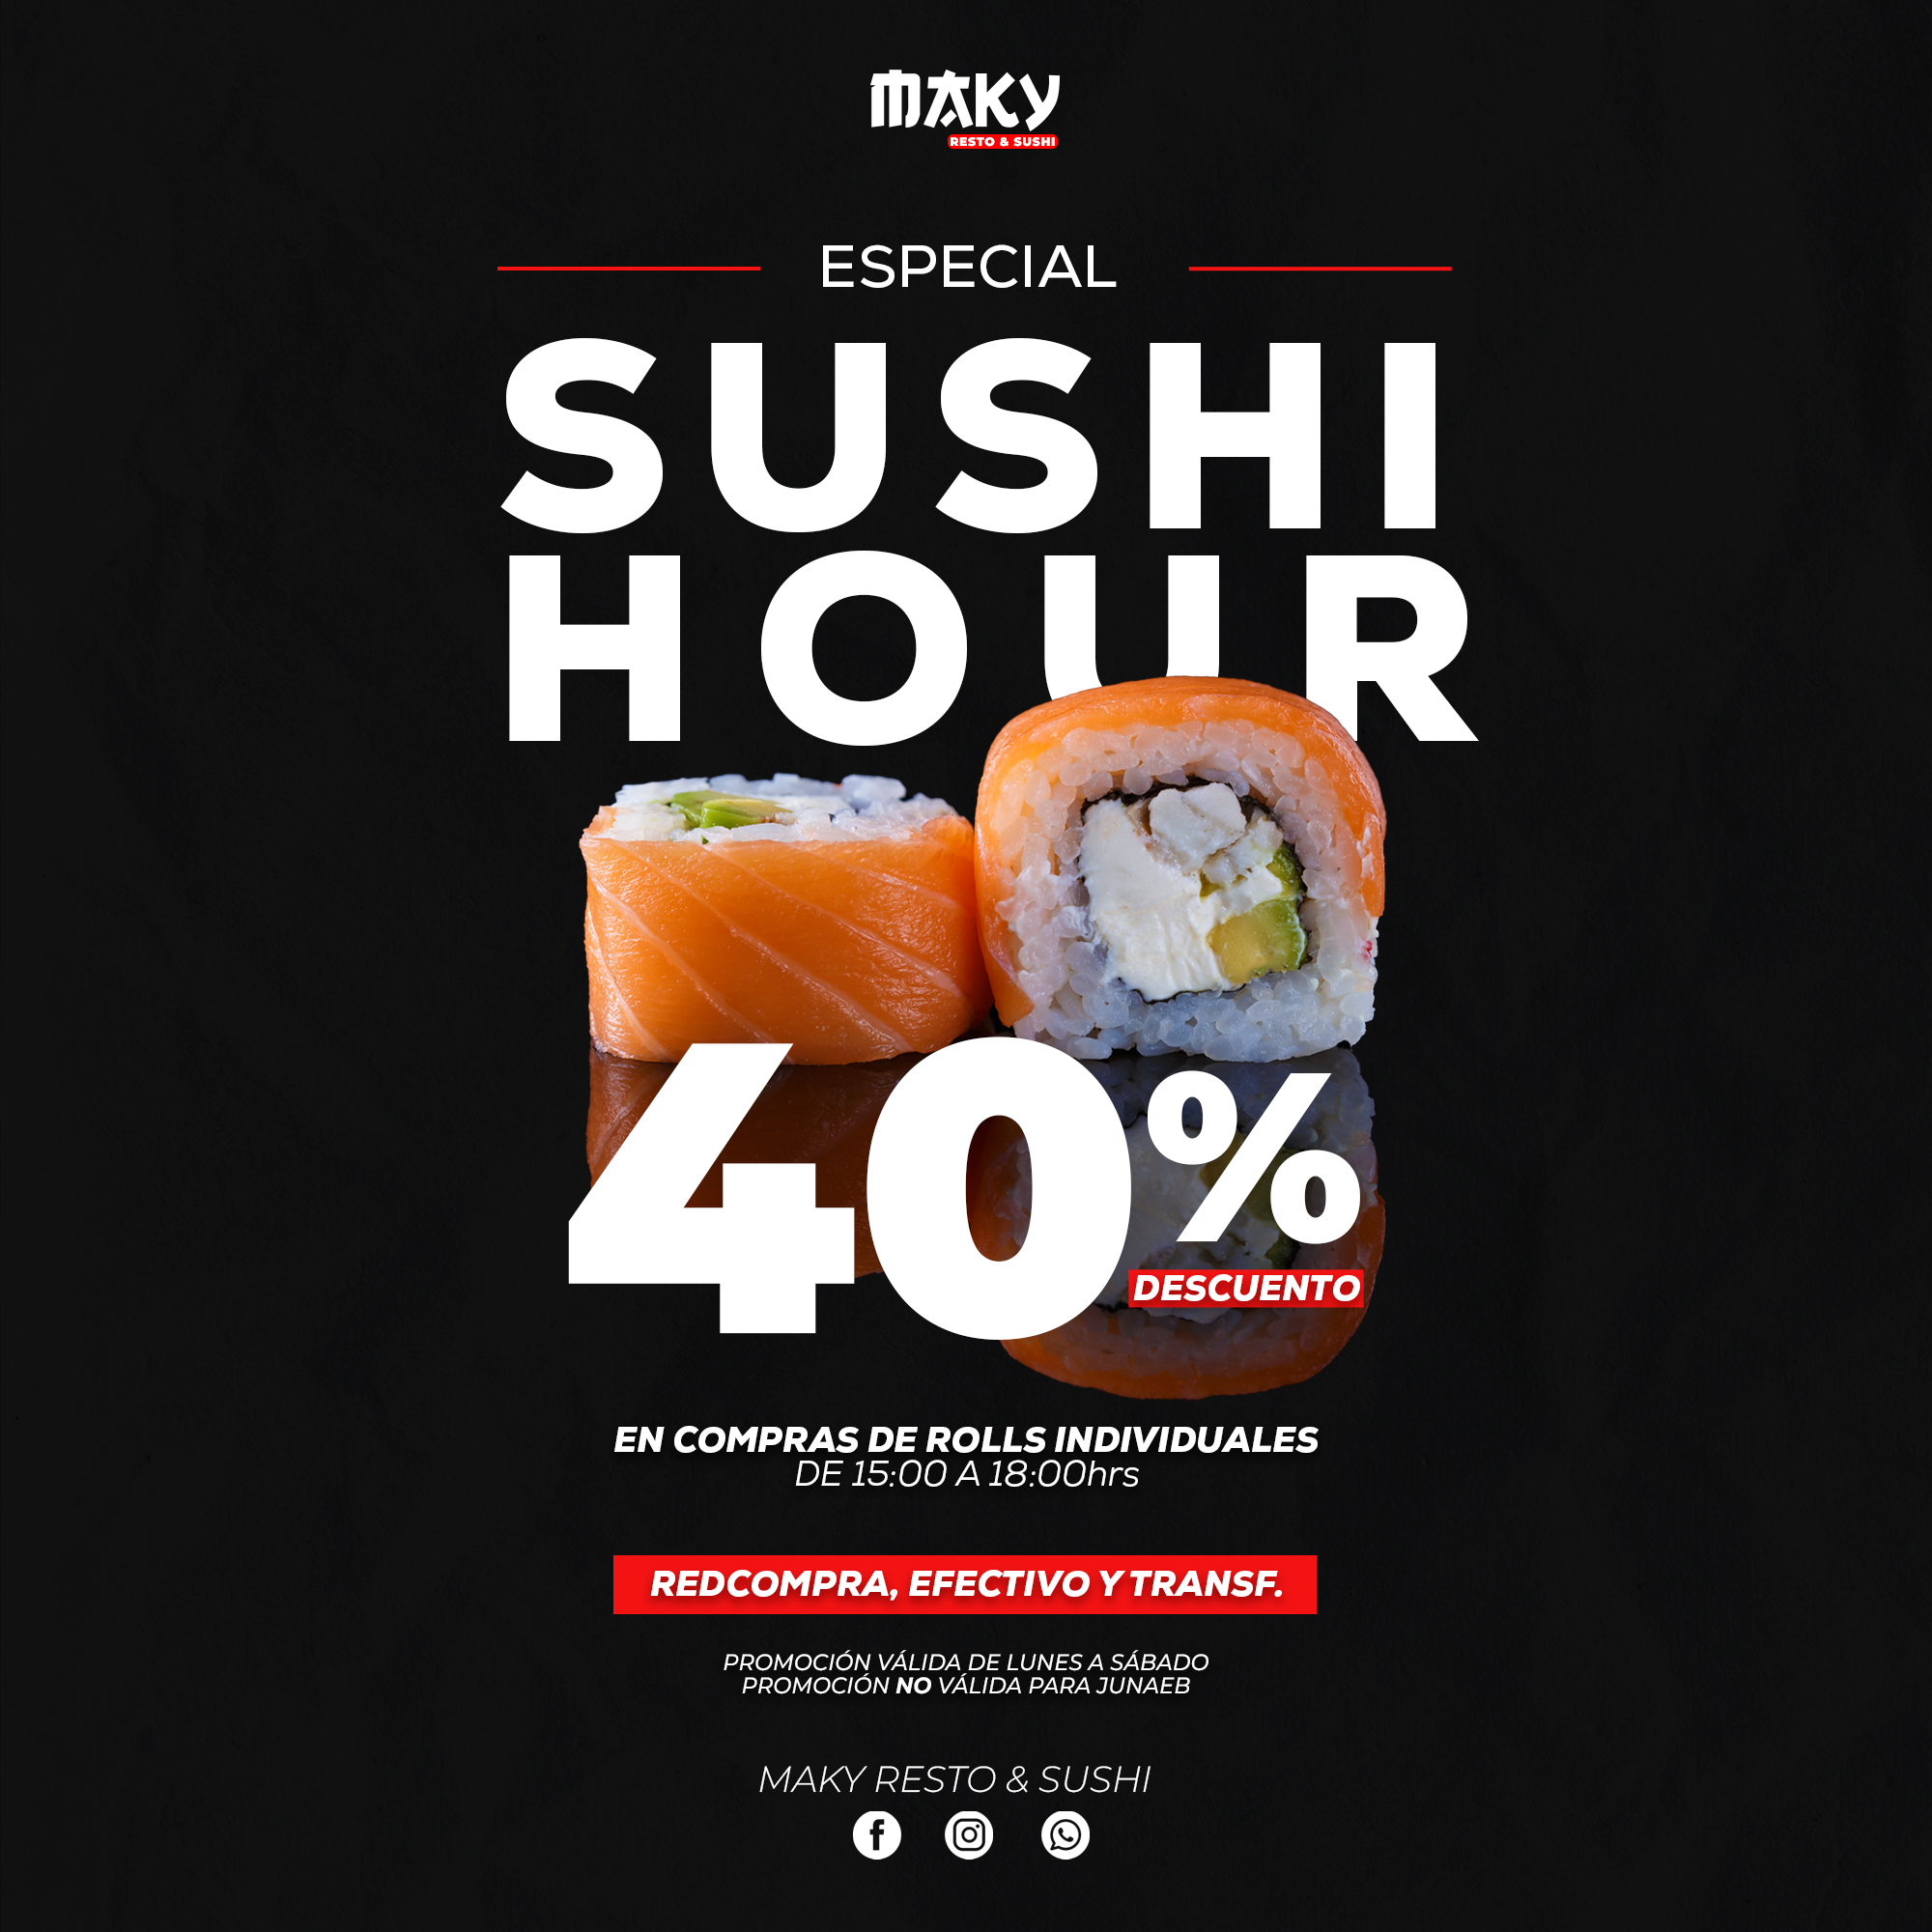 MAKY
RESTO & SUSHI
ESPECIAL
SUSHI
HOUR
40%
DESCUENTO
EN COMPRAS DE ROLLS INDIVIDUALES
DE 15:00 A 18:00hrs
REDCOMPRA, EFECTIVO Y TRANSF.
PROMOCIÓN VÁLIDA DE LUNES A SÁBADO
PROMOCIÓN NO VÁLIDA PARA JUNAEB
MAKY RESTO & SUSHI